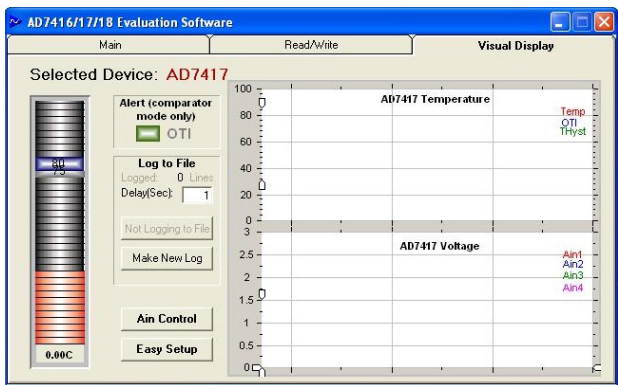 AD7416/17/18 Evaluation Software
Main
Read/Write
Visual Display
Selected Device: AD7417
80
75
0.00C
Alert (comparator
mode only)
OTI
Log to File
Logged: 0 Lines
Delay(Sec): 1
Not Logging to File
Make New Log
Ain Control
Easy Setup
AD7417 Temperature
100
80
60
40
20
0
Temp
OTI
THyst
AD7417 Voltage
3
2.5
2
1.5
1
0.5
0
Ain1
Ain2
Ain3
Ain4